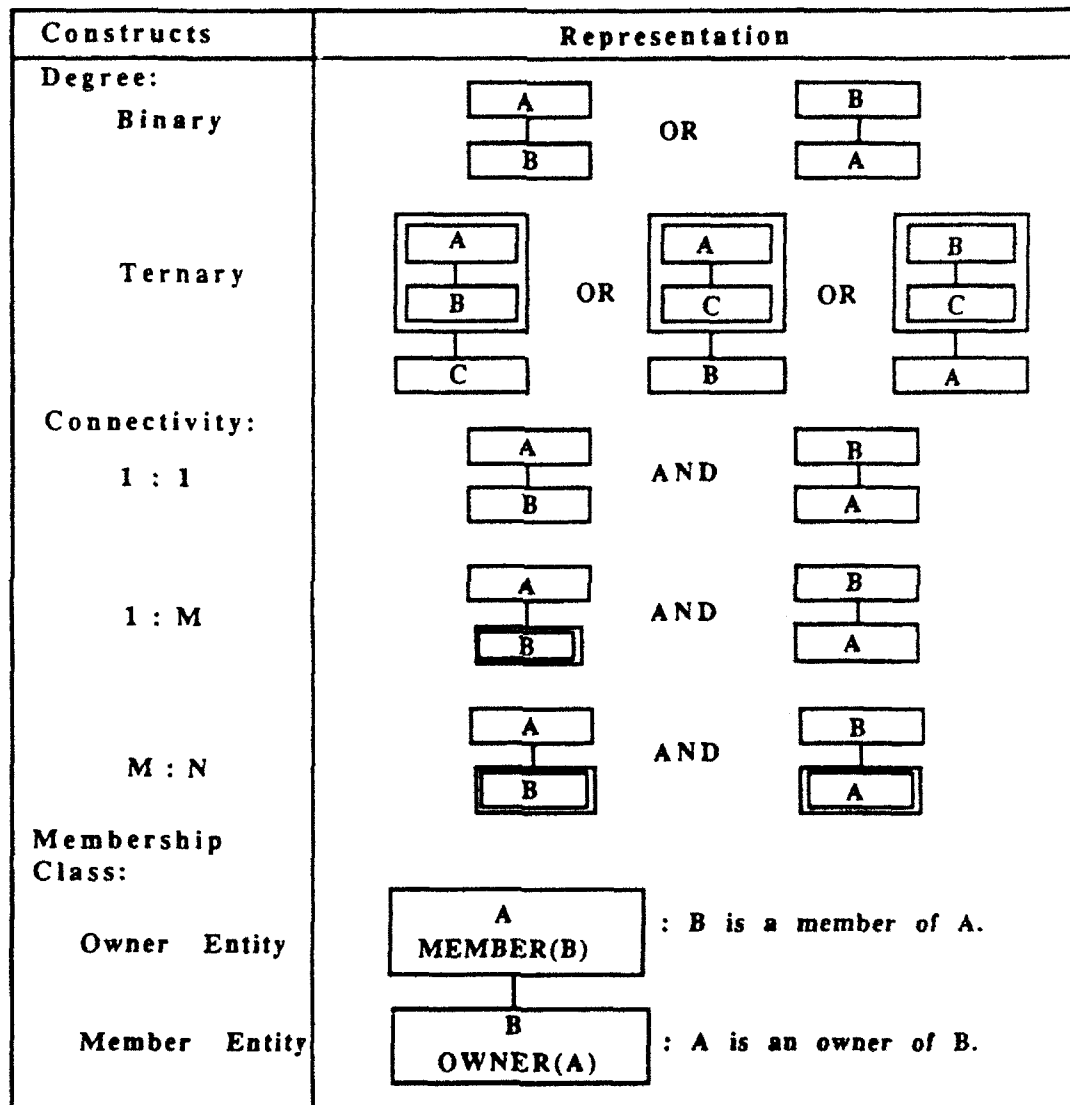 Constructs Representation
Degree:
A B
Binary OR
B A
A A B
Ternary OR OR
B C C
C B A
Connectivity:
A B
1 : 1 AND
B A
A B
1 : M AND
B A
A B
M : N AND
B A
Membership
Class:
A
: B is a member of A.
Owner Entity MEMBER(B)
B
Member Entity : A is an owner of B.
OWNER(A)